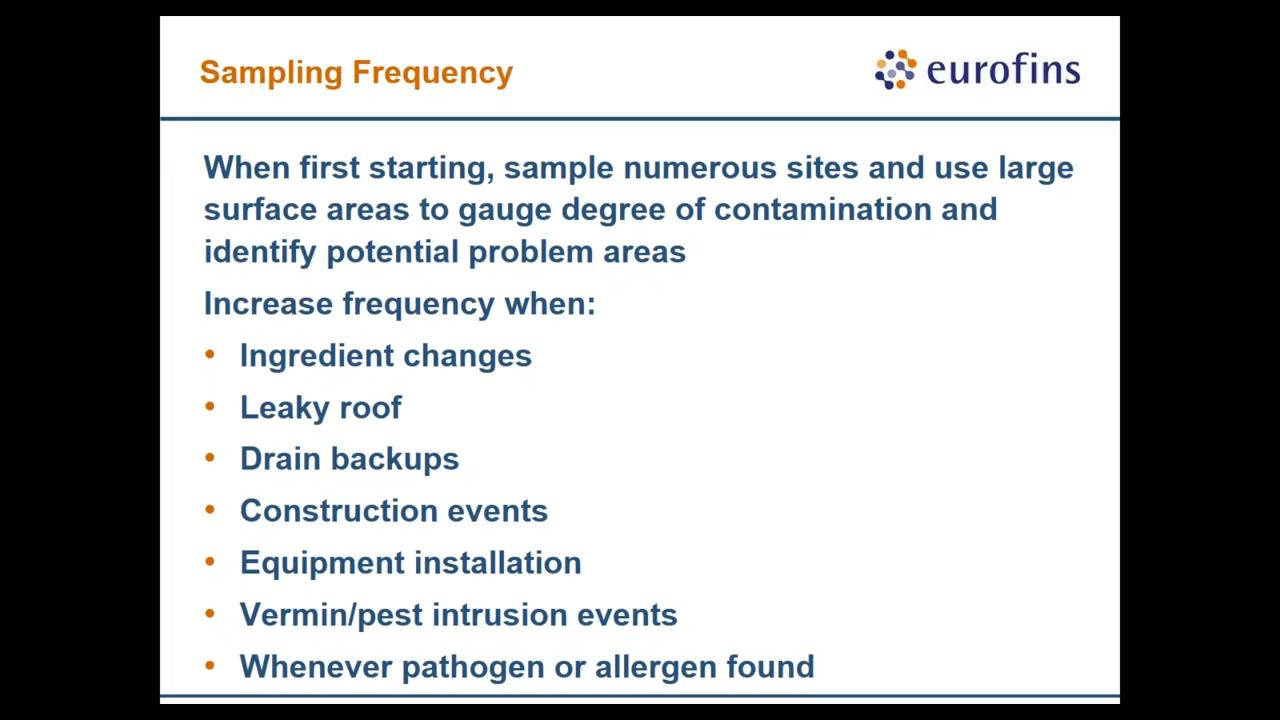 Sampling Frequency
eurofins
When first starting, sample numerous sites and use large
surface areas to gauge degree of contamination and
identify potential problem areas
Increase frequency when:
• Ingredient changes
• Leaky roof
• Drain backups
• Construction events
• Equipment installation
• Vermin/pest intrusion events
• Whenever pathogen or allergen found